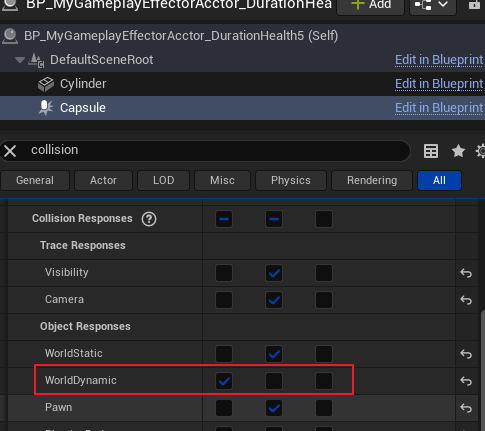 BP_MyGameplayEffectorAcctor_DurationHea
Add
BP_MyGameplayEffectorAcctor_DurationHealth5 (Self)
DefaultSceneRoot Edit in Blueprint
Cylinder Edit in Blueprint
Capsule Edit in Blueprint
collision
General Actor LOD Misc Physics Rendering All
Collision Responses ?
Trace Responses
Visibility
Camera
Object Responses
WorldStatic
WorldDynamic
Pawn